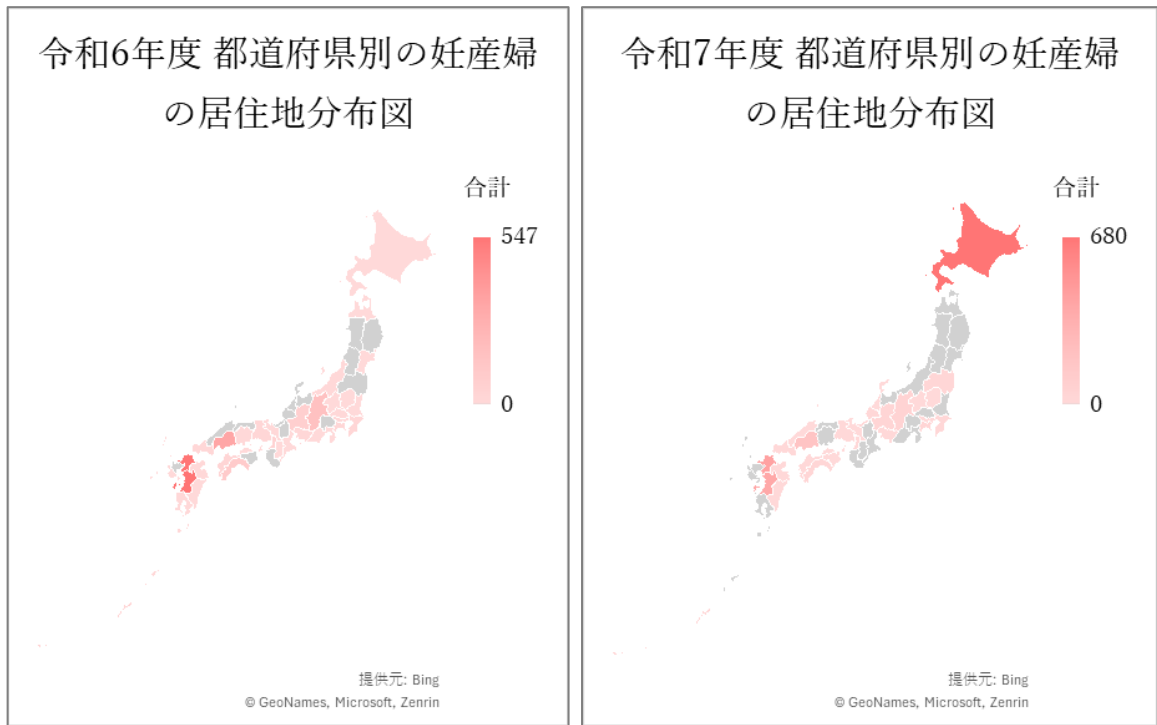 令和6年度 都道府県別の妊産婦
の居住地分布図
合計
547
0
提供元: Bing
© GeoNames, Microsoft, Zenrin
令和7年度 都道府県別の妊産婦
の居住地分布図
合計
680
0
提供元: Bing
© GeoNames, Microsoft, Zenrin